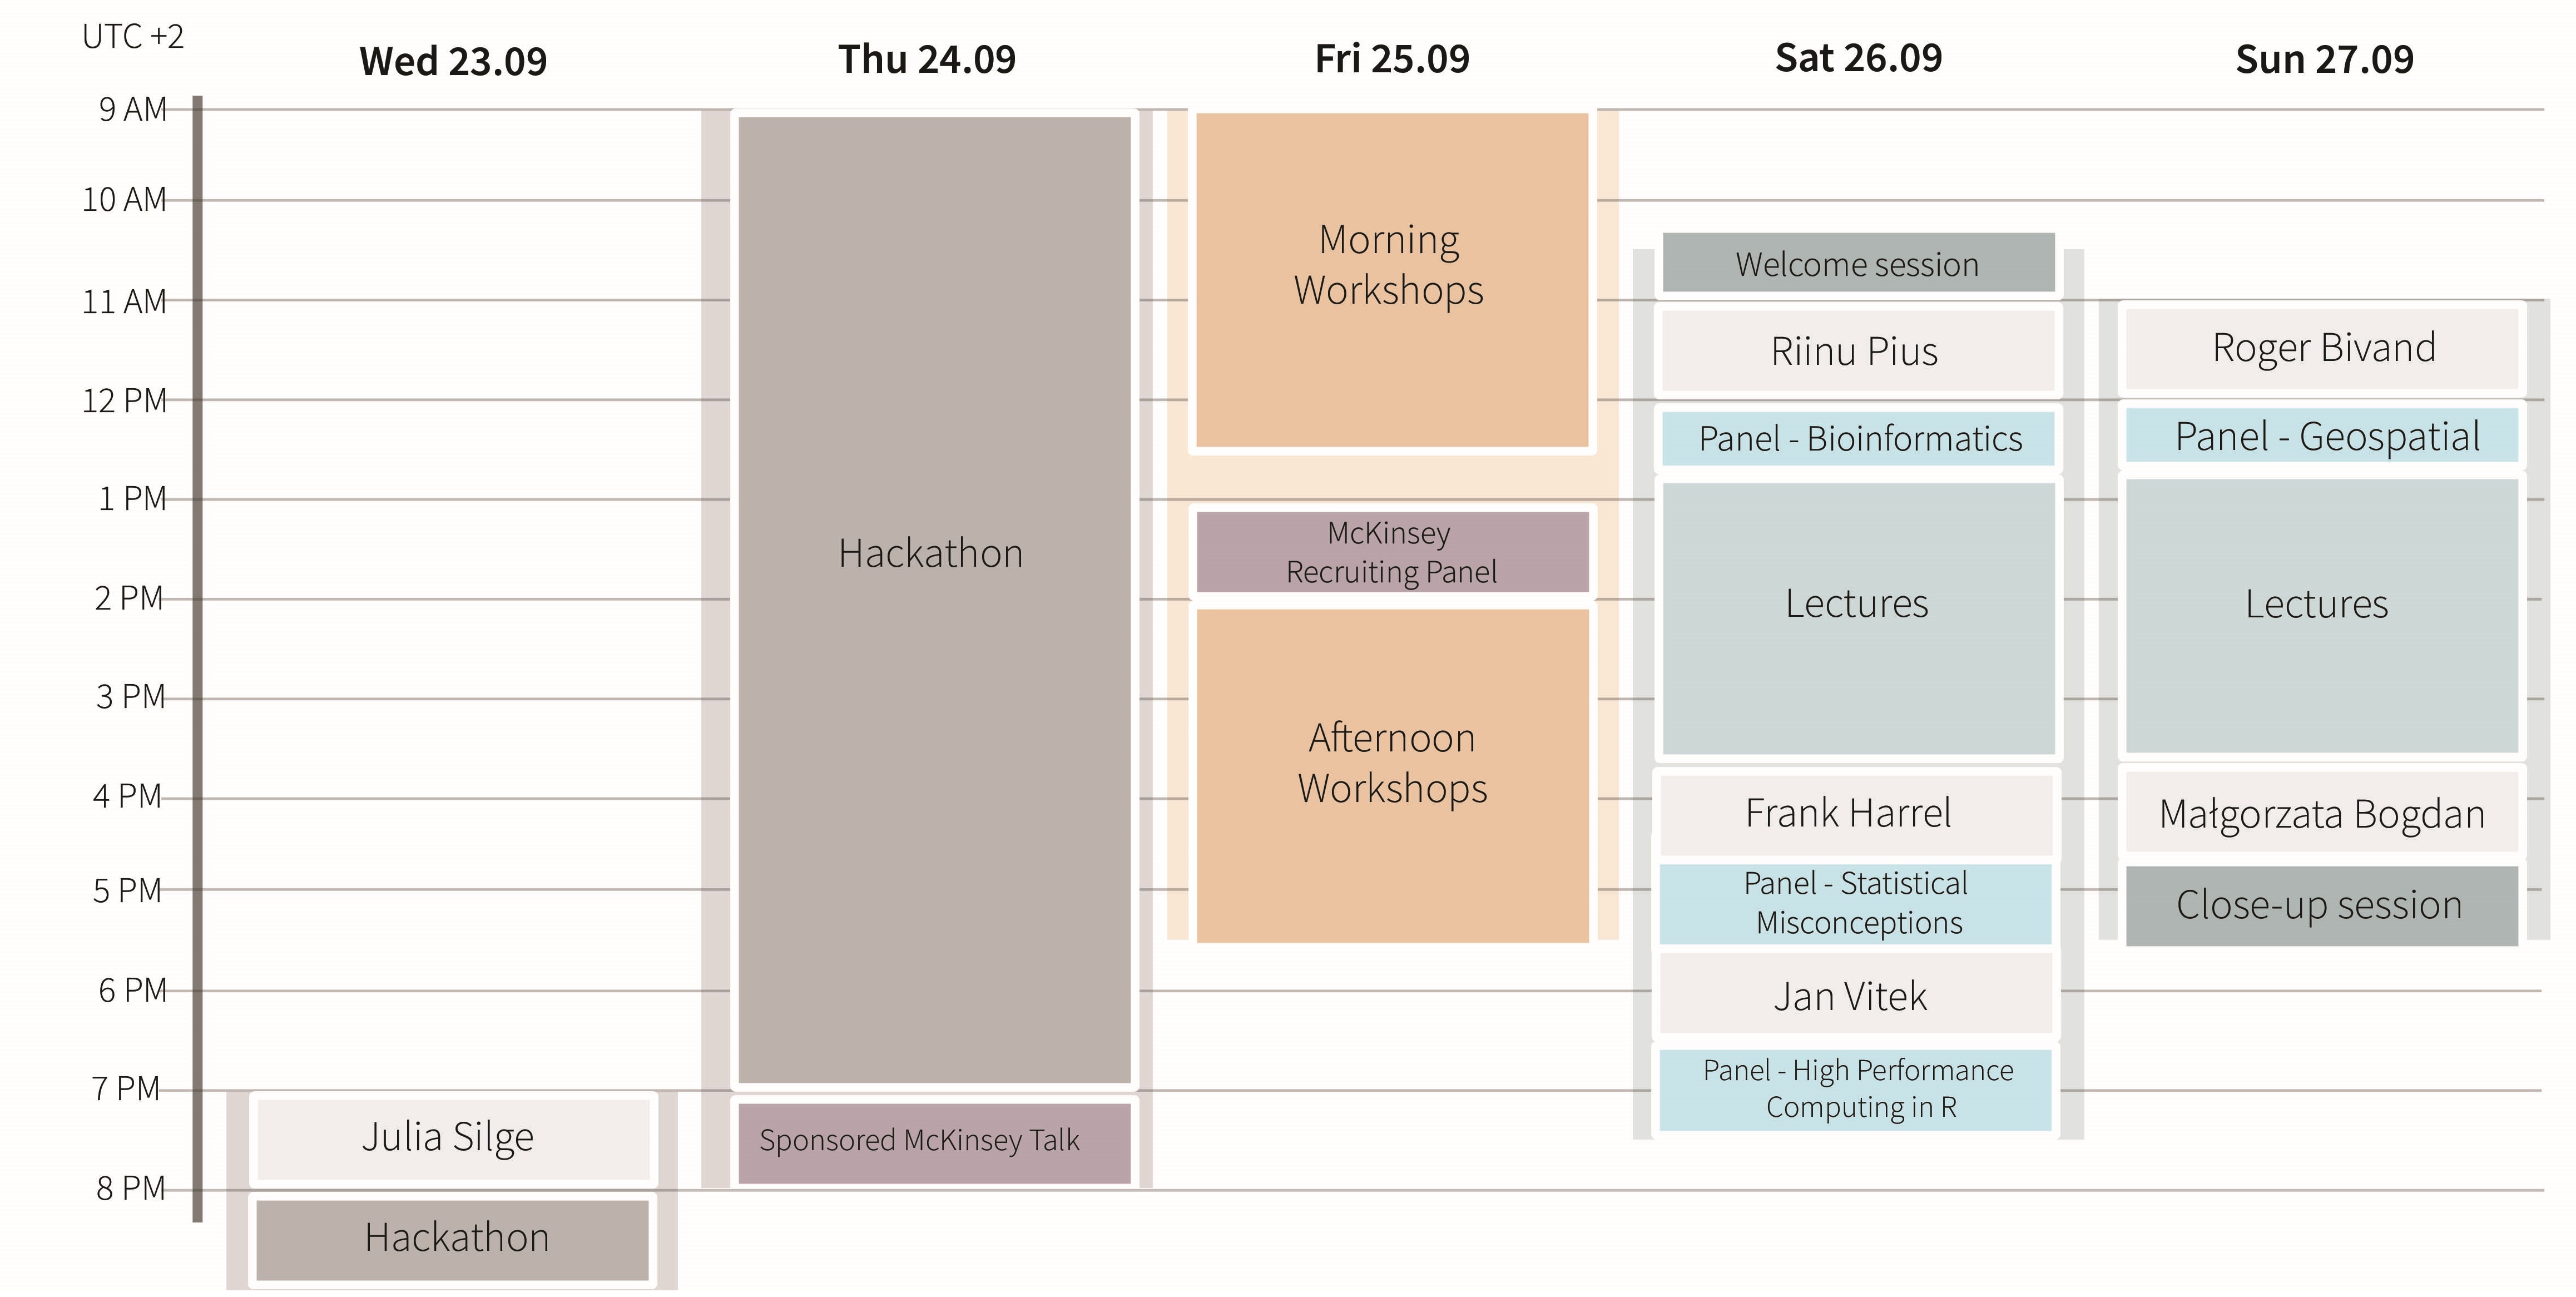 UTC +2
Wed 23.09
Thu 24.09
Fri 25.09
Sat 26.09
Sun 27.09
9 AM
10 AM
11 AM
12 PM
1 PM
2 PM
3 PM
4 PM
5 PM
6 PM
7 PM
8 PM
Julia Silge
Hackathon
Hackathon
Sponsored McKinsey Talk
Morning
Workshops
McKinsey
Recruiting Panel
Afternoon
Workshops
Welcome session
Riinu Pius
Panel - Bioinformatics
Lectures
Frank Harrel
Panel - Statistical
Misconceptions
Jan Vitek
Panel - High Performance
Computing in R
Roger Bivand
Panel - Geospatial
Lectures
Małgorzata Bogdan
Close-up session